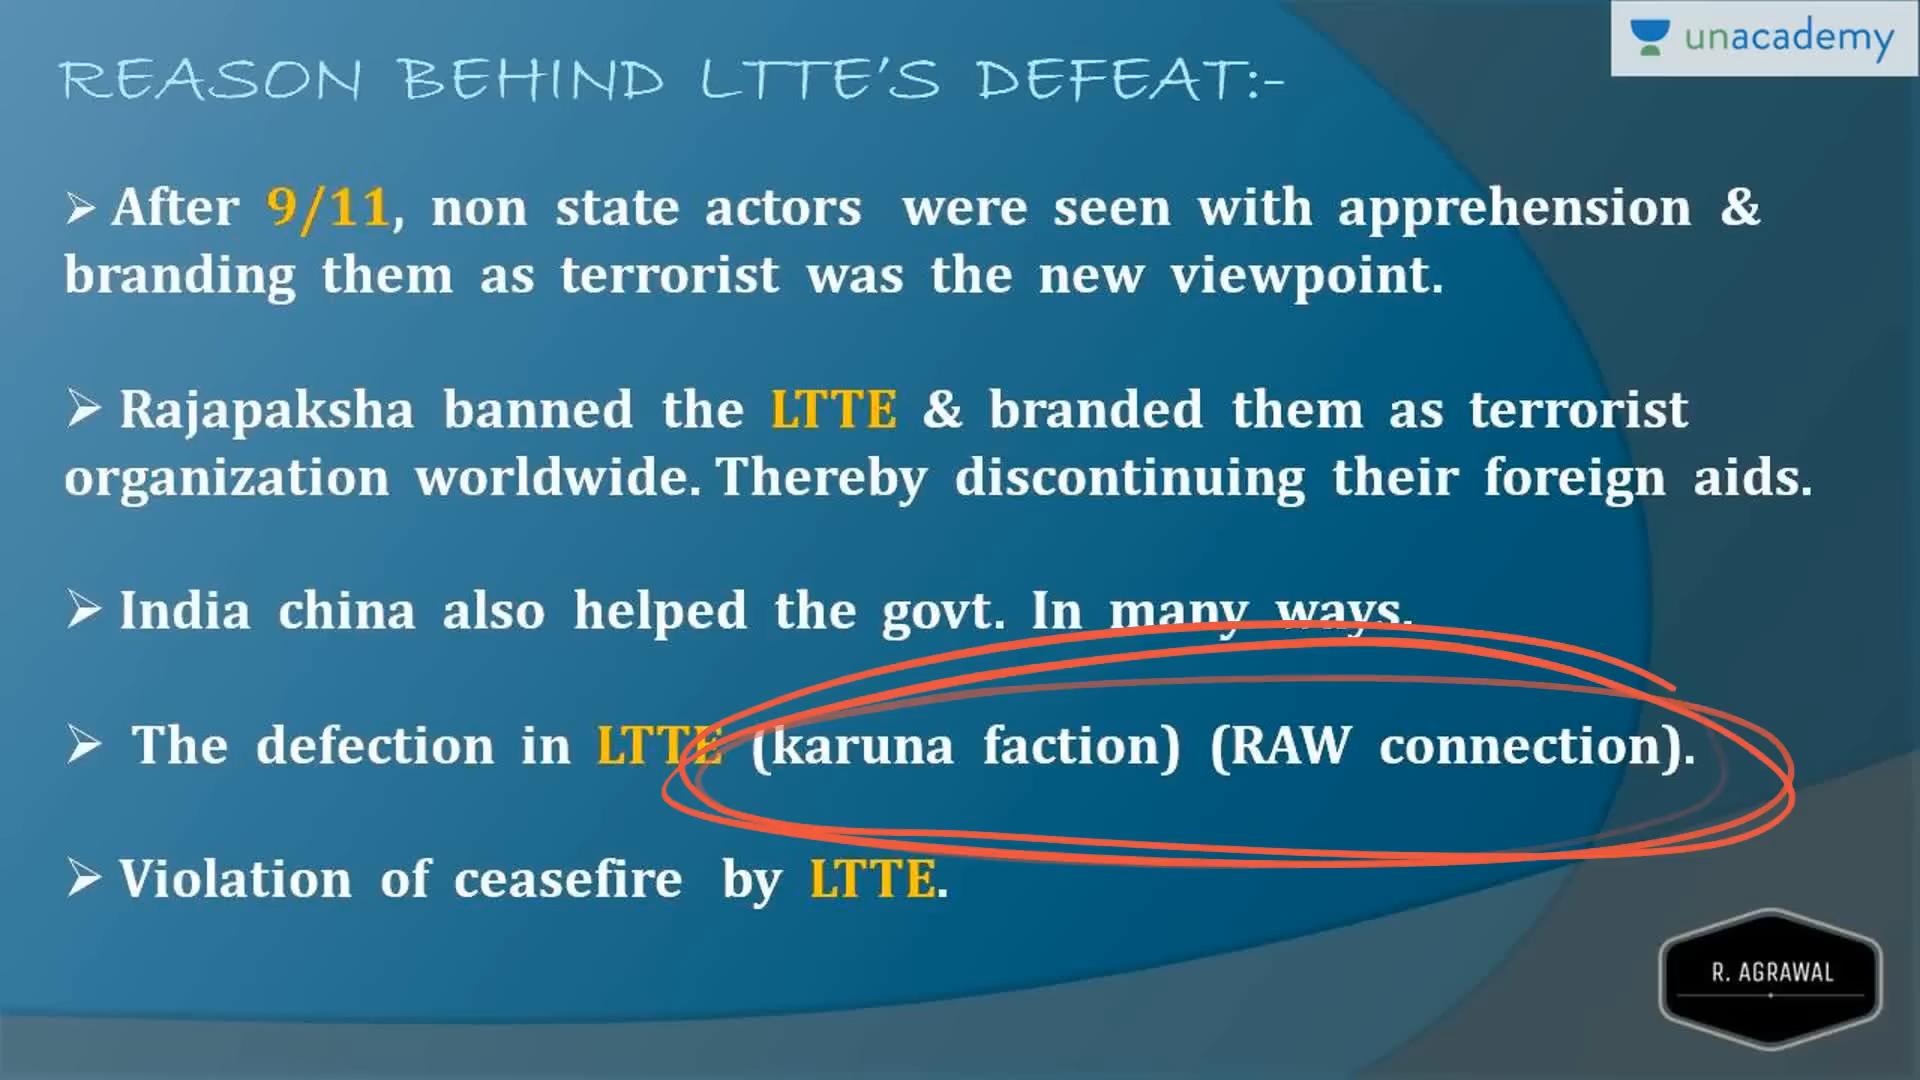 unacademy
REASON BEHIND LTTE'S DEFEAT:-
➢ After 9/11, non state actors were seen with apprehension &
branding them as terrorist was the new viewpoint.
➢ Rajapaksha banned the LTTE & branded them as terrorist
organization worldwide. Thereby discontinuing their foreign aids.
➢ India china also helped the govt. In many ways.
➢ The defection in LTTE (karuna faction) (RAW connection).
➢ Violation of ceasefire by LTTE.
R. AGRAWAL